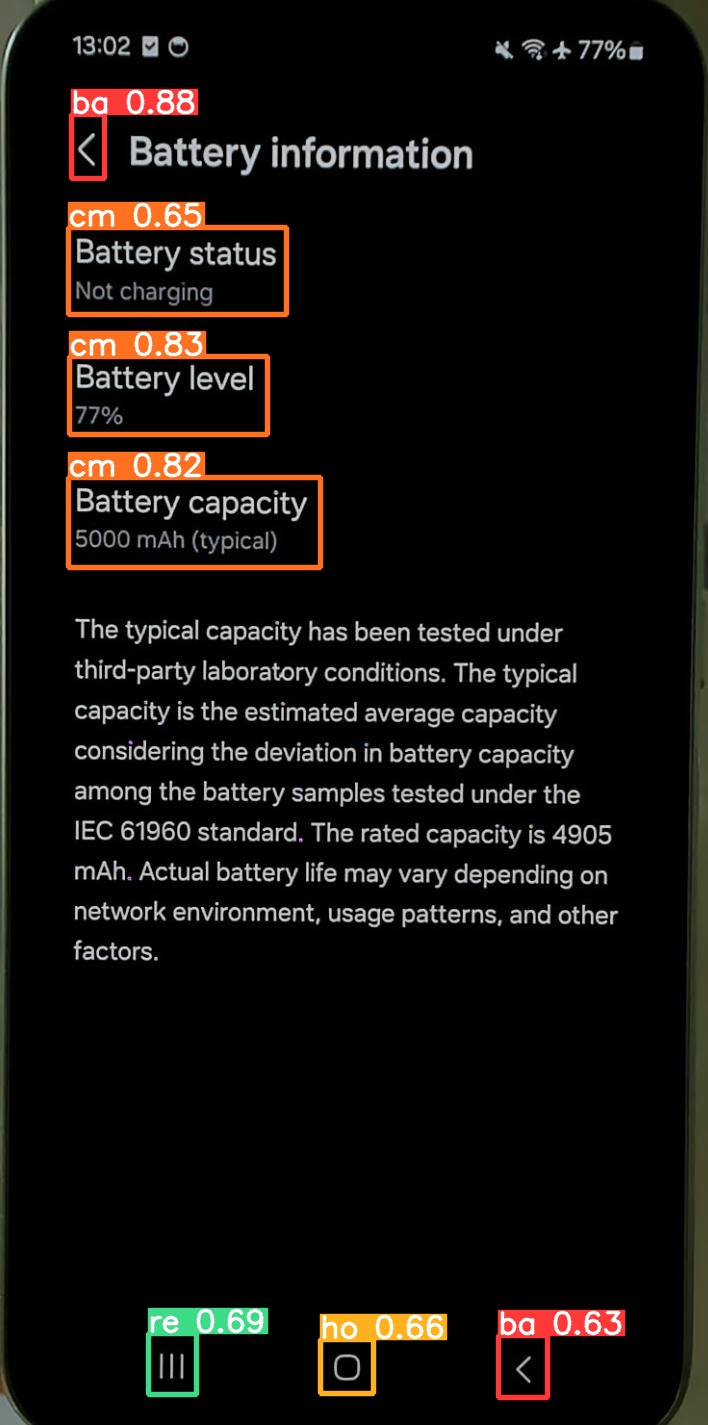 13:02 77%
ba 0.88
Battery information
cm 0.65
Battery status
Not charging
cm 0.83
Battery level
77%
cm 0.82
Battery capacity
5000 mAh (typical)
The typical capacity has been tested under
third-party laboratory conditions. The typical
capacity is the estimated average capacity
considering the deviation in battery capacity
among the battery samples tested under the
IEC 61960 standard. The rated capacity is 4905
mAh. Actual battery life may vary depending on
network environment, usage patterns, and other
factors.
re 0.69 ho 0.66 ba 0.63